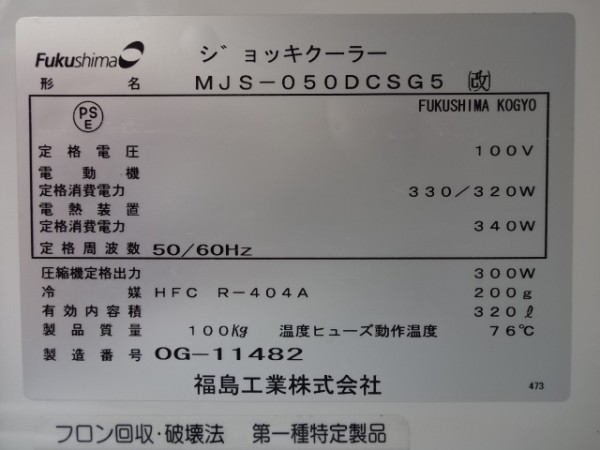 Fukushima ジョッキクーラー
形名 MJS-050DCSG5 (改)
PSE FUKUSHIMA KOGYO
定格電圧 100V
電動機
定格消費電力 330/320W
電熱装置
定格消費電力 340W
定格周波数 50/60Hz
圧縮機定格出力 300W
冷媒 HFC R-404A 200g
有効内容積 320ℓ
製品質量 100Kg 温度ヒューズ動作温度 76℃
製造番号 OG-11482
福島工業株式会社 473
フロン回収・破壊法 第一種特定製品